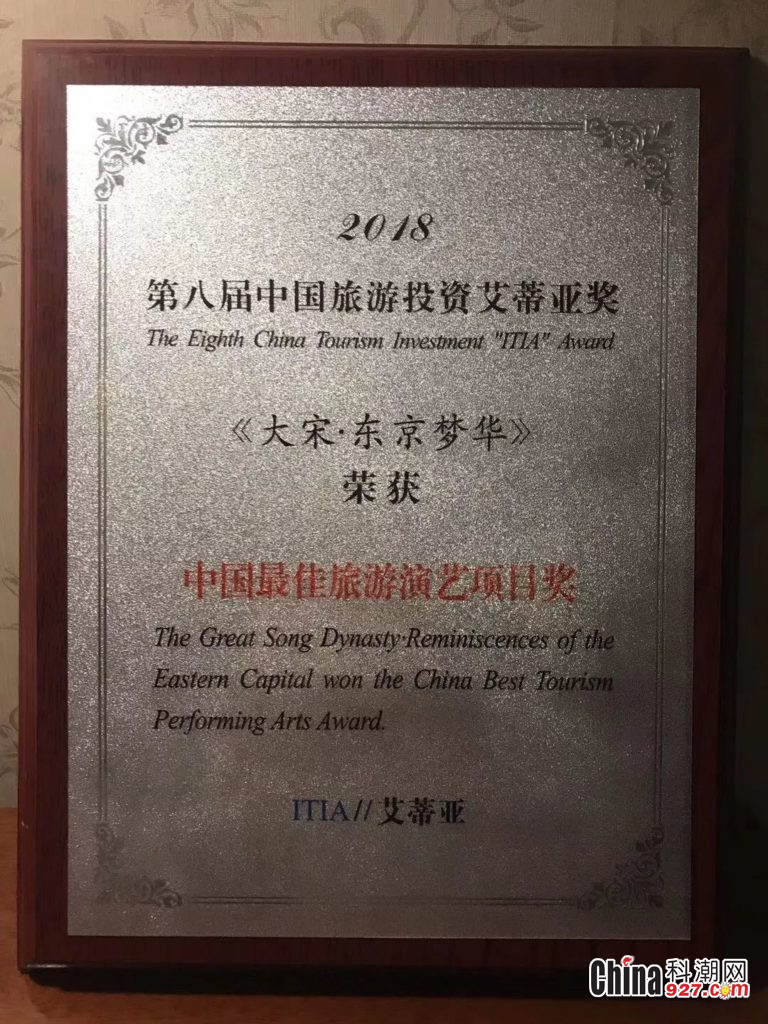 2018
第八届中国旅游投资艾蒂亚奖
The Eighth China Tourism Investment "ITIA" Award
《大宋·东京梦华》
荣获
中国最佳旅游演艺项目奖
The Great Song Dynasty·Reminiscences of the
Eastern Capital won the China Best Tourism
Performing Arts Award.
ITIA//艾蒂亚
China科潮网
927.com